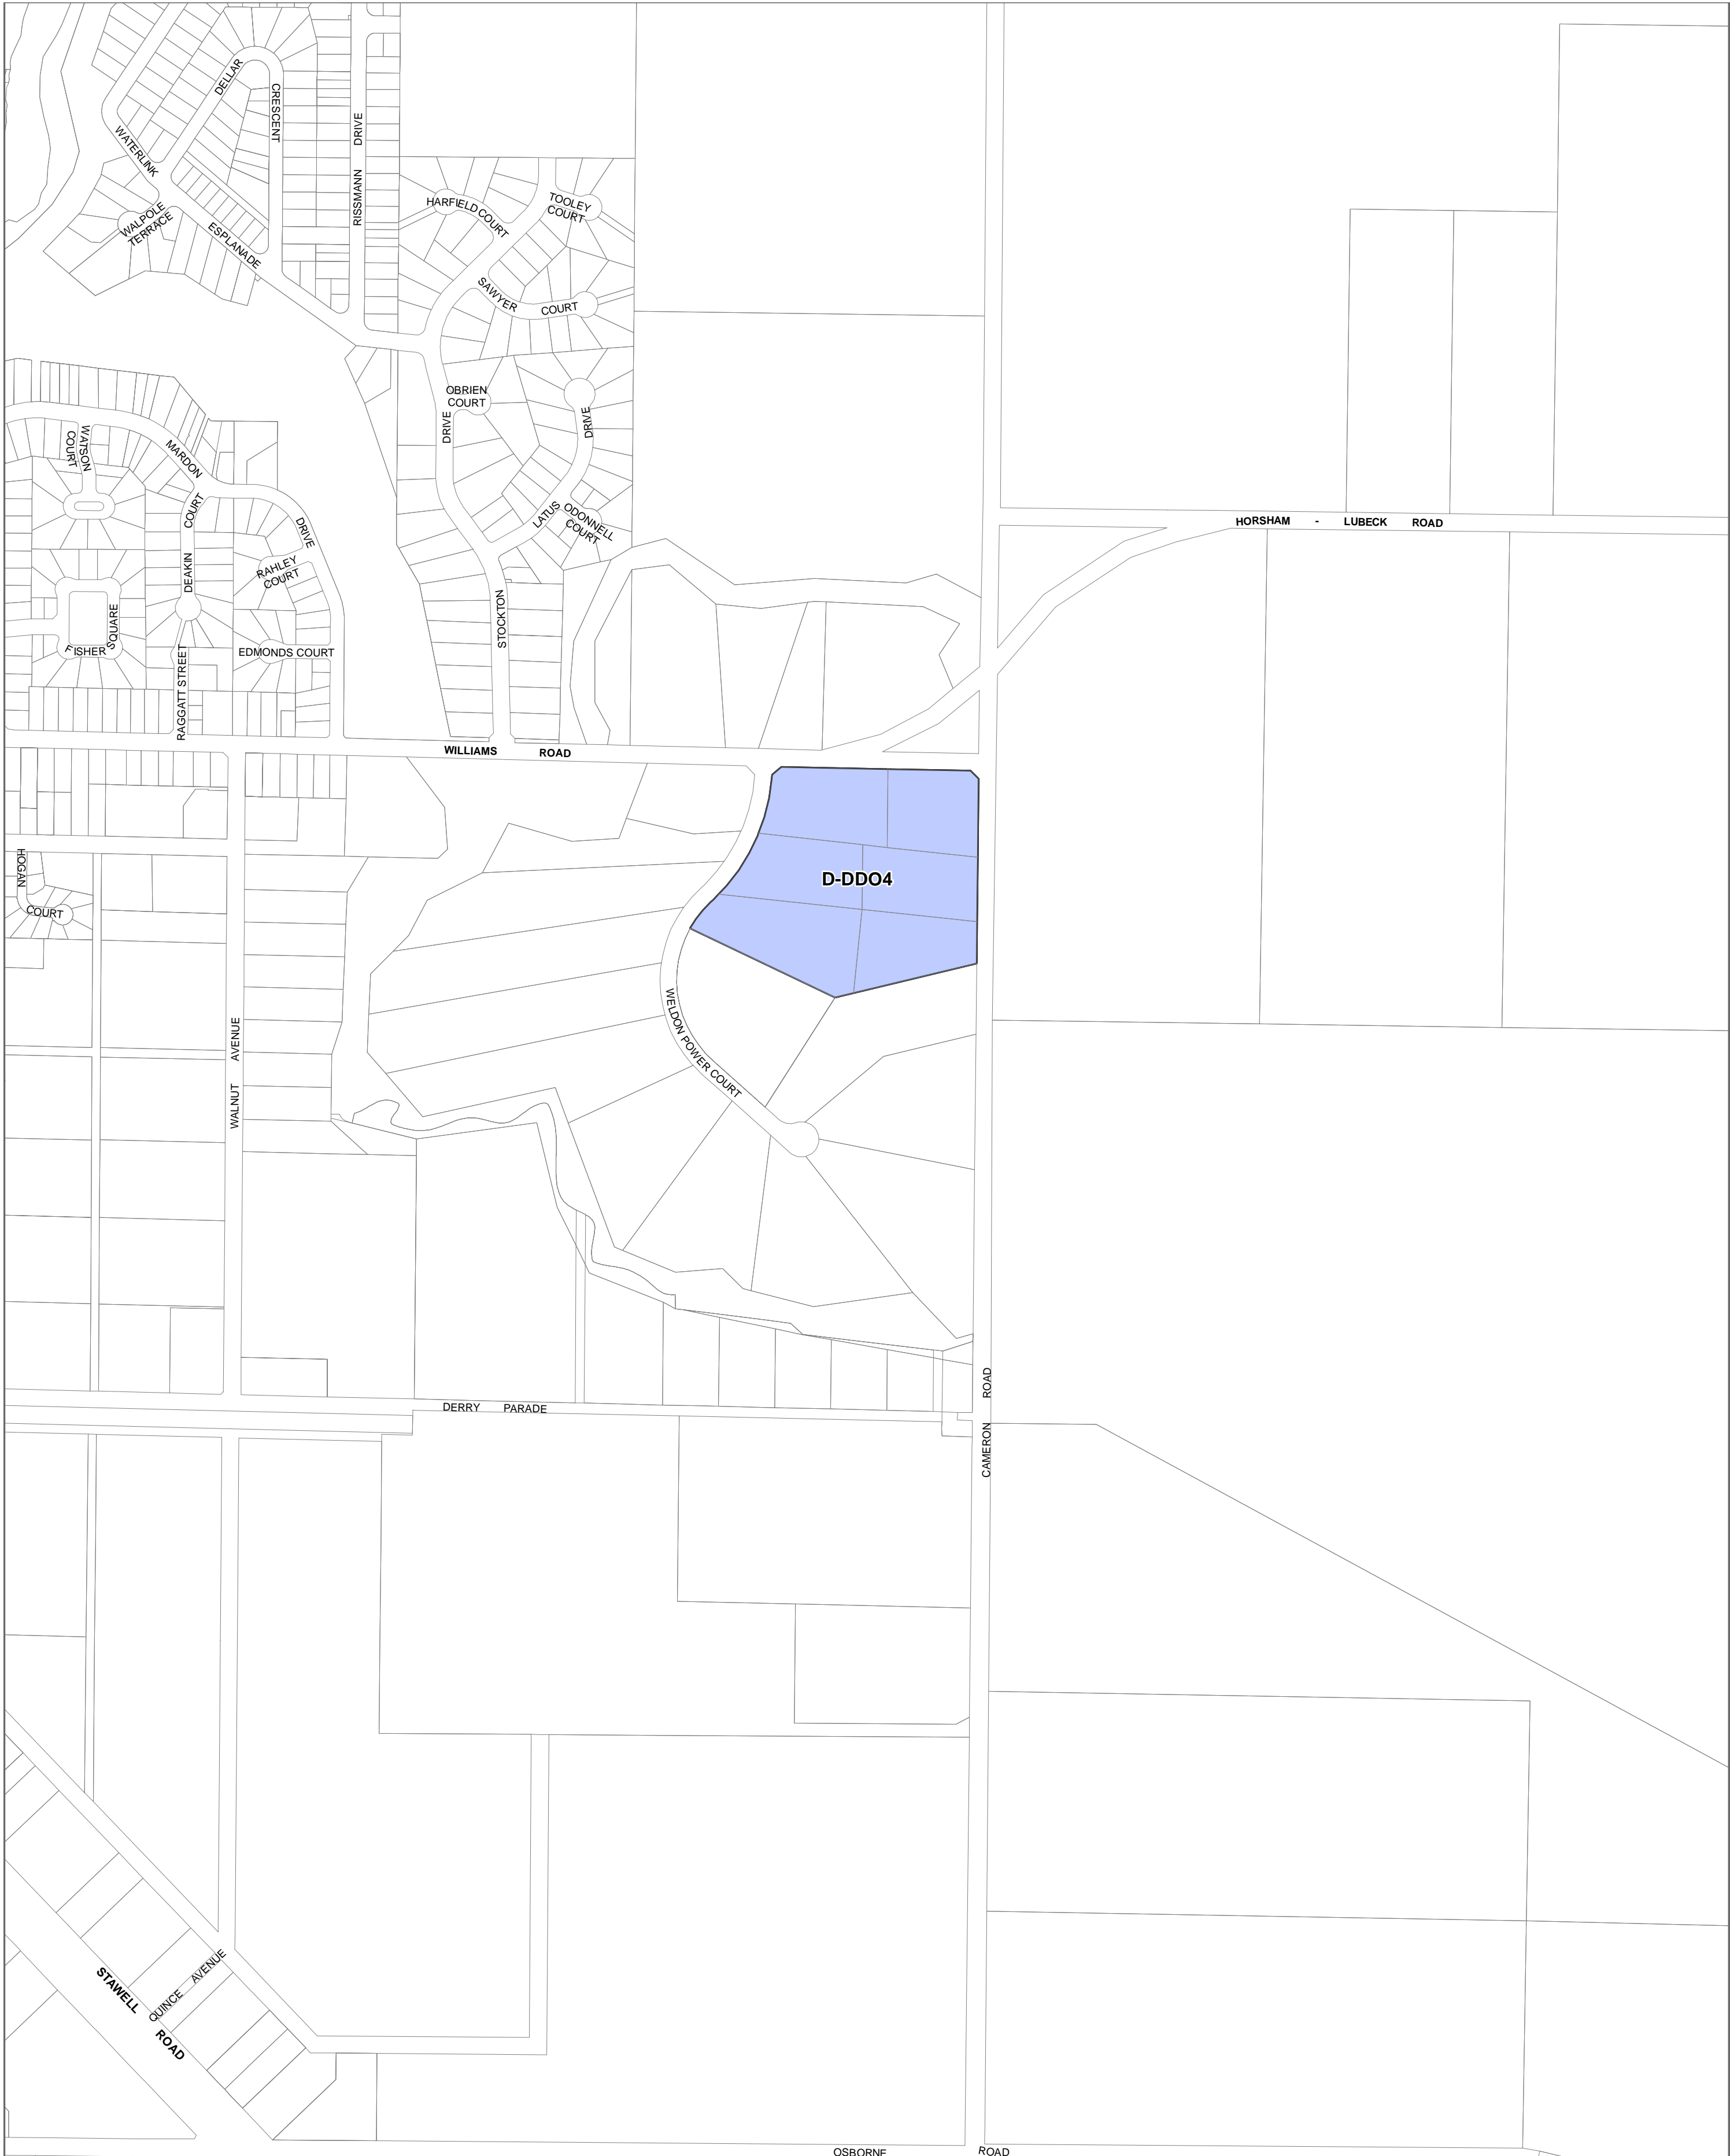 DELLAR
CRESCENT
WATERLINK
ESPLANADE
WALPOLE
TERRACE
RISSMANN DRIVE
HARFIELD COURT
TOOLEY
COURT
SAWYER COURT
OBRIEN
COURT
DRIVE
DRIVE
LATUS
ODONNELL
COURT
STOCKTON
WATSON
COURT
MARDON
DRIVE
DEAKIN COURT
RAHLEY
COURT
FISHER SQUARE
EDMONDS COURT
RAGGATT STREET
HORSHAM - LUBECK ROAD
WILLIAMS ROAD
D-DDO4
HOGAN
COURT
WALNUT AVENUE
WELDON POWER COURT
DERRY PARADE
CAMERON ROAD
STAWELL ROAD
QUINCE AVENUE
OSBORNE ROAD